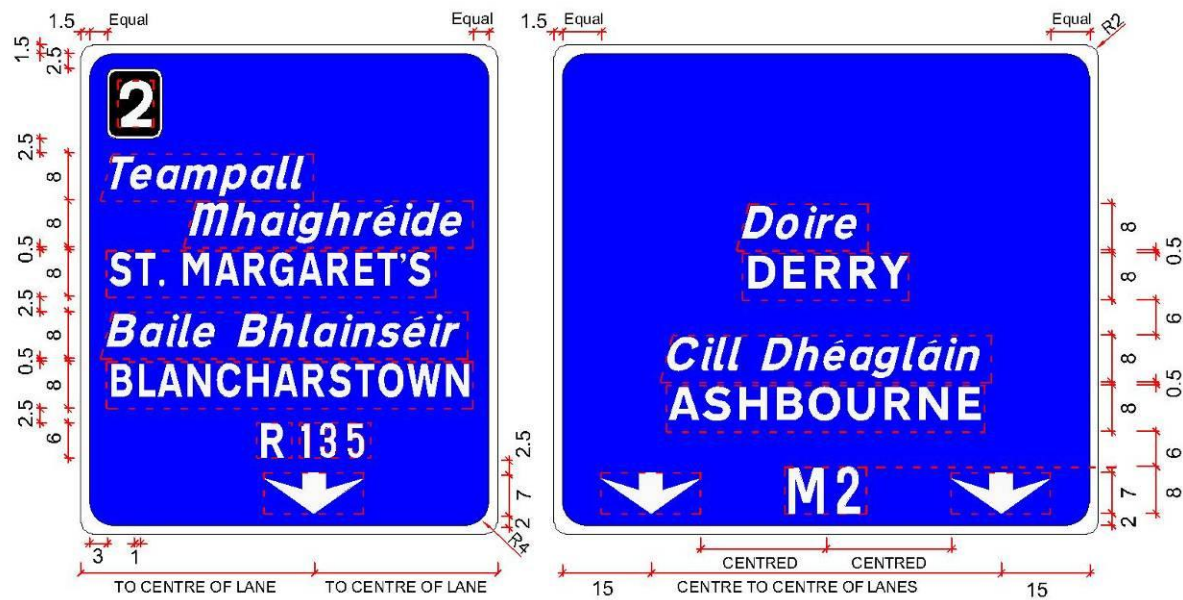 1.5
Equal
Equal
1.5
2.5
2
2.5
Teampall
8
Mhaighréide
8
0.5
ST. MARGARET'S
8
2.5
Baile Bhlainséir
8
0.5
BLANCHARSTOWN
8
2.5
R 135
6
2.5
7
2
R4
3
1
TO CENTRE OF LANE
TO CENTRE OF LANE
1.5
Equal
Equal
R2
Doire
8
0.5
DERRY
8
6
Cill Dhéagláin
8
0.5
ASHBOURNE
8
6
M2
7
8
2
CENTRED
CENTRED
15
CENTRE TO CENTRE OF LANES
15